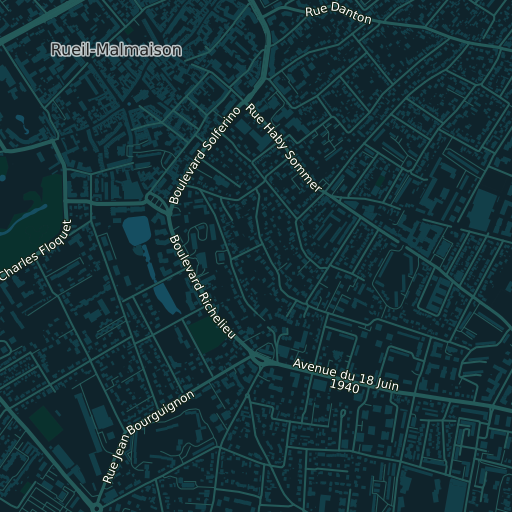 Rue Danton
Rueil-Malmaison
Boulevard Solferino
Rue Haby Sommer
Charles Floquet
Boulevard Richelieu
Avenue du 18 Juin
1940
Rue Jean Bourguignon